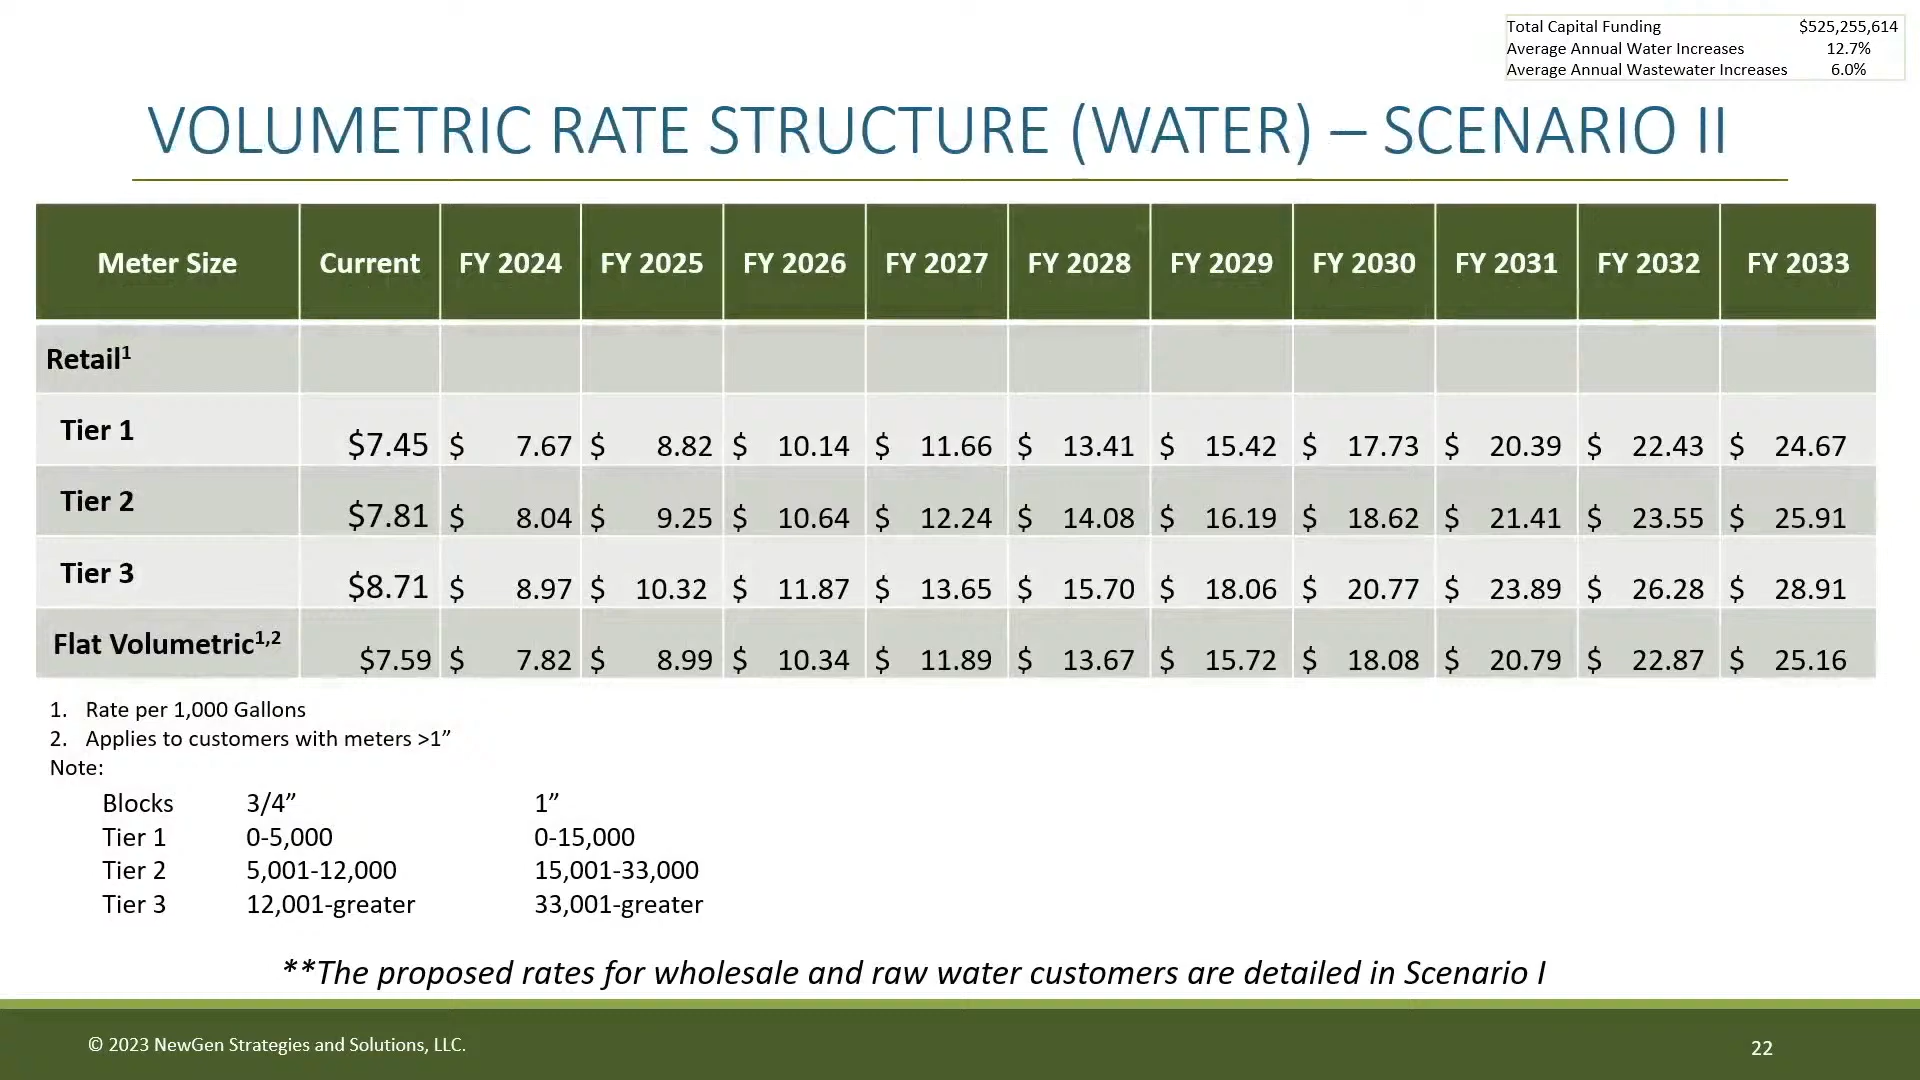 Total Capital Funding $525,255,614
Average Annual Water Increases 12.7%
Average Annual Wastewater Increases 6.0%
VOLUMETRIC RATE STRUCTURE (WATER) – SCENARIO II
Meter Size Current FY 2024 FY 2025 FY 2026 FY 2027 FY 2028 FY 2029 FY 2030 FY 2031 FY 2032 FY 2033
Retail¹
Tier 1 $7.45 $ 7.67 $ 8.82 $ 10.14 $ 11.66 $ 13.41 $ 15.42 $ 17.73 $ 20.39 $ 22.43 $ 24.67
Tier 2 $7.81 $ 8.04 $ 9.25 $ 10.64 $ 12.24 $ 14.08 $ 16.19 $ 18.62 $ 21.41 $ 23.55 $ 25.91
Tier 3 $8.71 $ 8.97 $ 10.32 $ 11.87 $ 13.65 $ 15.70 $ 18.06 $ 20.77 $ 23.89 $ 26.28 $ 28.91
Flat Volumetric¹,² $7.59 $ 7.82 $ 8.99 $ 10.34 $ 11.89 $ 13.67 $ 15.72 $ 18.08 $ 20.79 $ 22.87 $ 25.16
1. Rate per 1,000 Gallons
2. Applies to customers with meters >1”
Note:
Blocks 3/4” 1”
Tier 1 0-5,000 0-15,000
Tier 2 5,001-12,000 15,001-33,000
Tier 3 12,001-greater 33,001-greater
**The proposed rates for wholesale and raw water customers are detailed in Scenario I
© 2023 NewGen Strategies and Solutions, LLC.
22